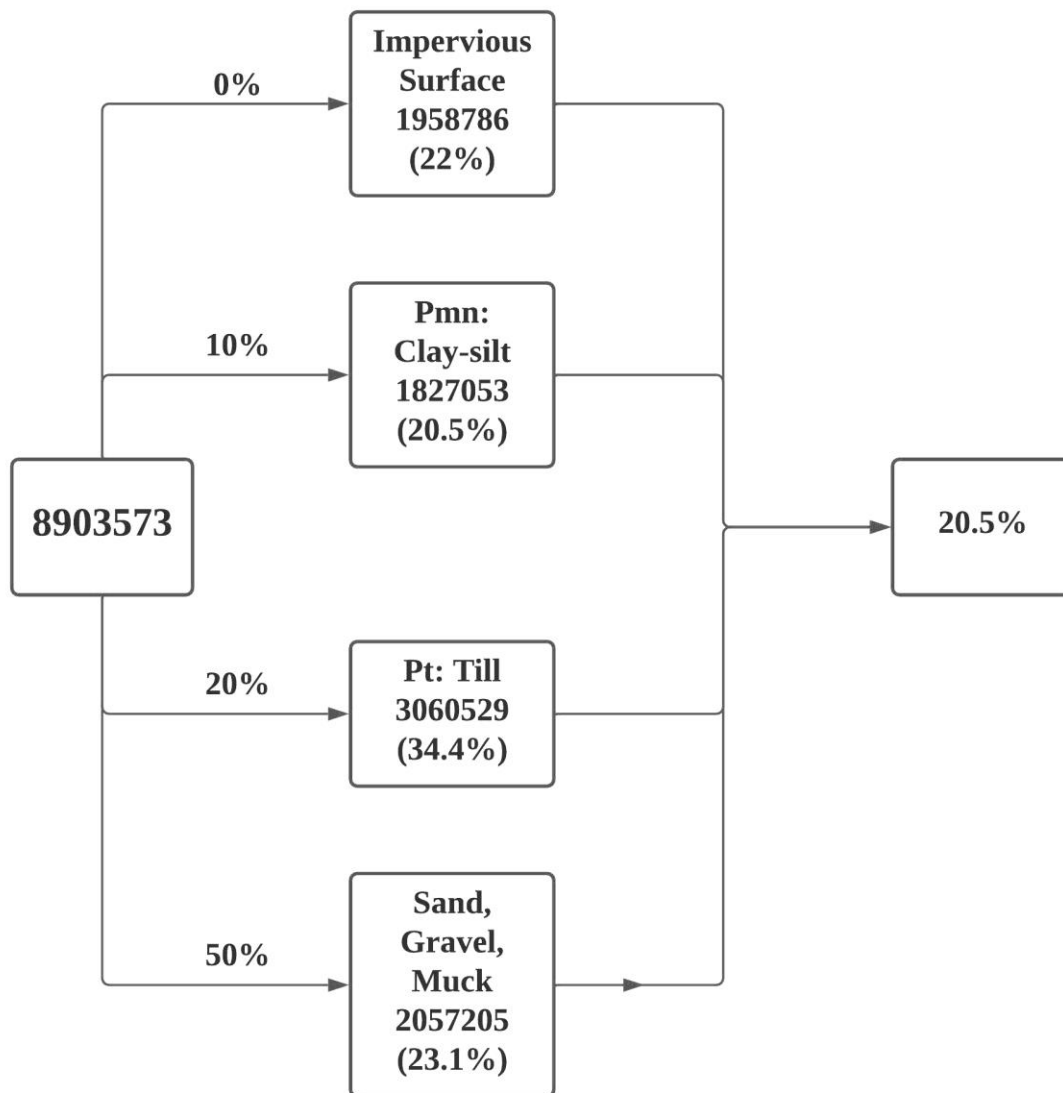 0%
Impervious
Surface
1958786
(22%)
10%
Pmn:
Clay-silt
1827053
(20.5%)
8903573
20.5%
20%
Pt: Till
3060529
(34.4%)
50%
Sand,
Gravel,
Muck
2057205
(23.1%)